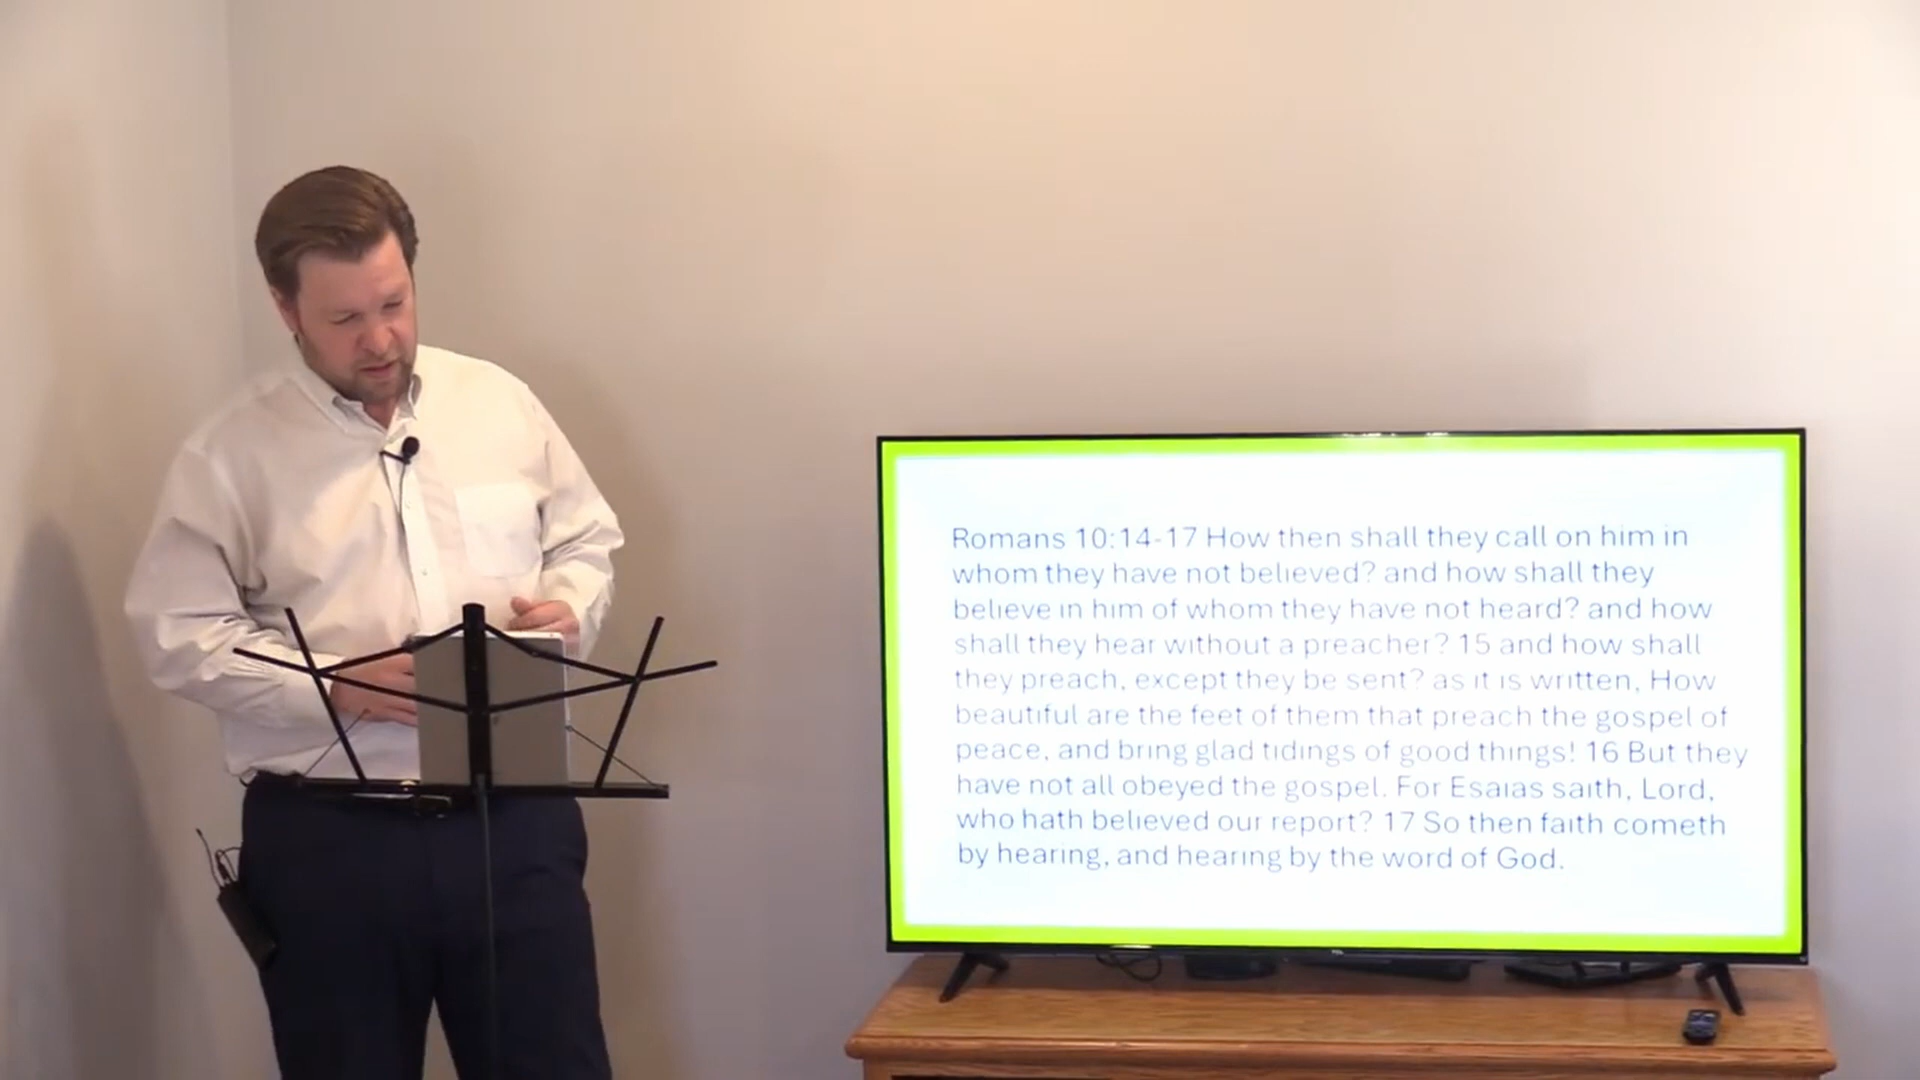 Romans 10:14-17 How then shall they call on him in
whom they have not believed? and how shall they
believe in him of whom they have not heard? and how
shall they hear without a preacher? 15 and how shall
they preach, except they be sent? as it is written, How
beautiful are the feet of them that preach the gospel of
peace, and bring glad tidings of good things! 16 But they
have not all obeyed the gospel. For Esaias saith, Lord,
who hath believed our report? 17 So then faith cometh
by hearing, and hearing by the word of God.